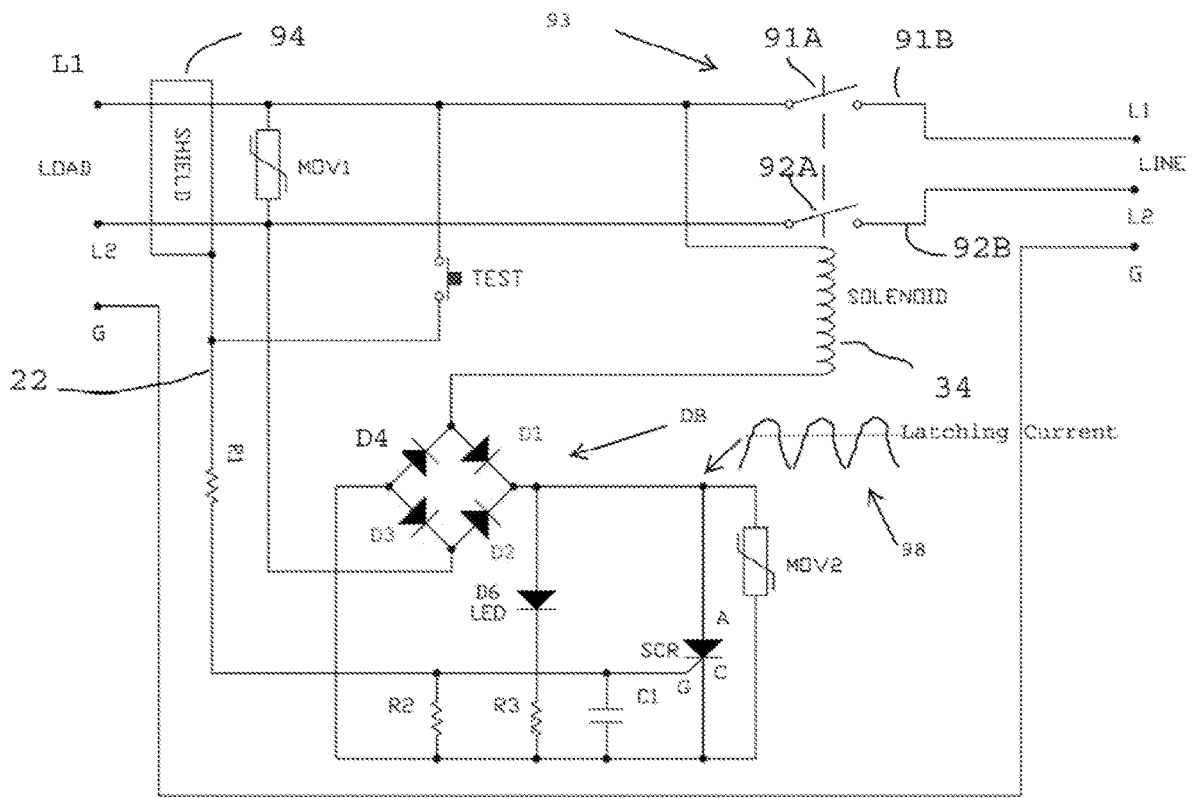 93
94
91A
91B
L1
L1
SHIELD
MOV1
LOAD
92A
LINE
L2
L2
92B
TEST
G
G
SOLENOID
22
34
DB
D4
D1
Latching Current
R1
D3
D2
98
MOV2
D6
LED
A
SCR
C
G
R2
R3
C1